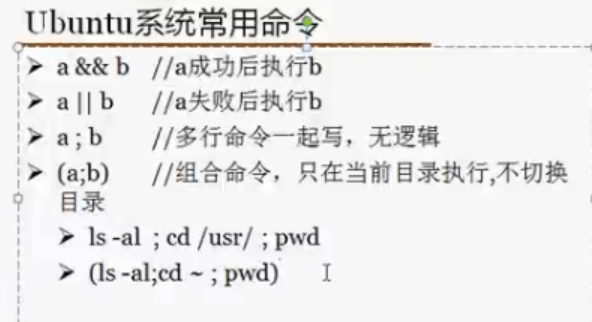 Ubuntu系统常用命令
➢ a && b //a成功后执行b
➢ a || b //a失败后执行b
➢ a ; b //多行命令一起写，无逻辑
➢ (a;b) //组合命令，只在当前目录执行,不切换
目录
➢ ls -al ; cd /usr/ ; pwd
➢ (ls -al;cd ~ ; pwd)